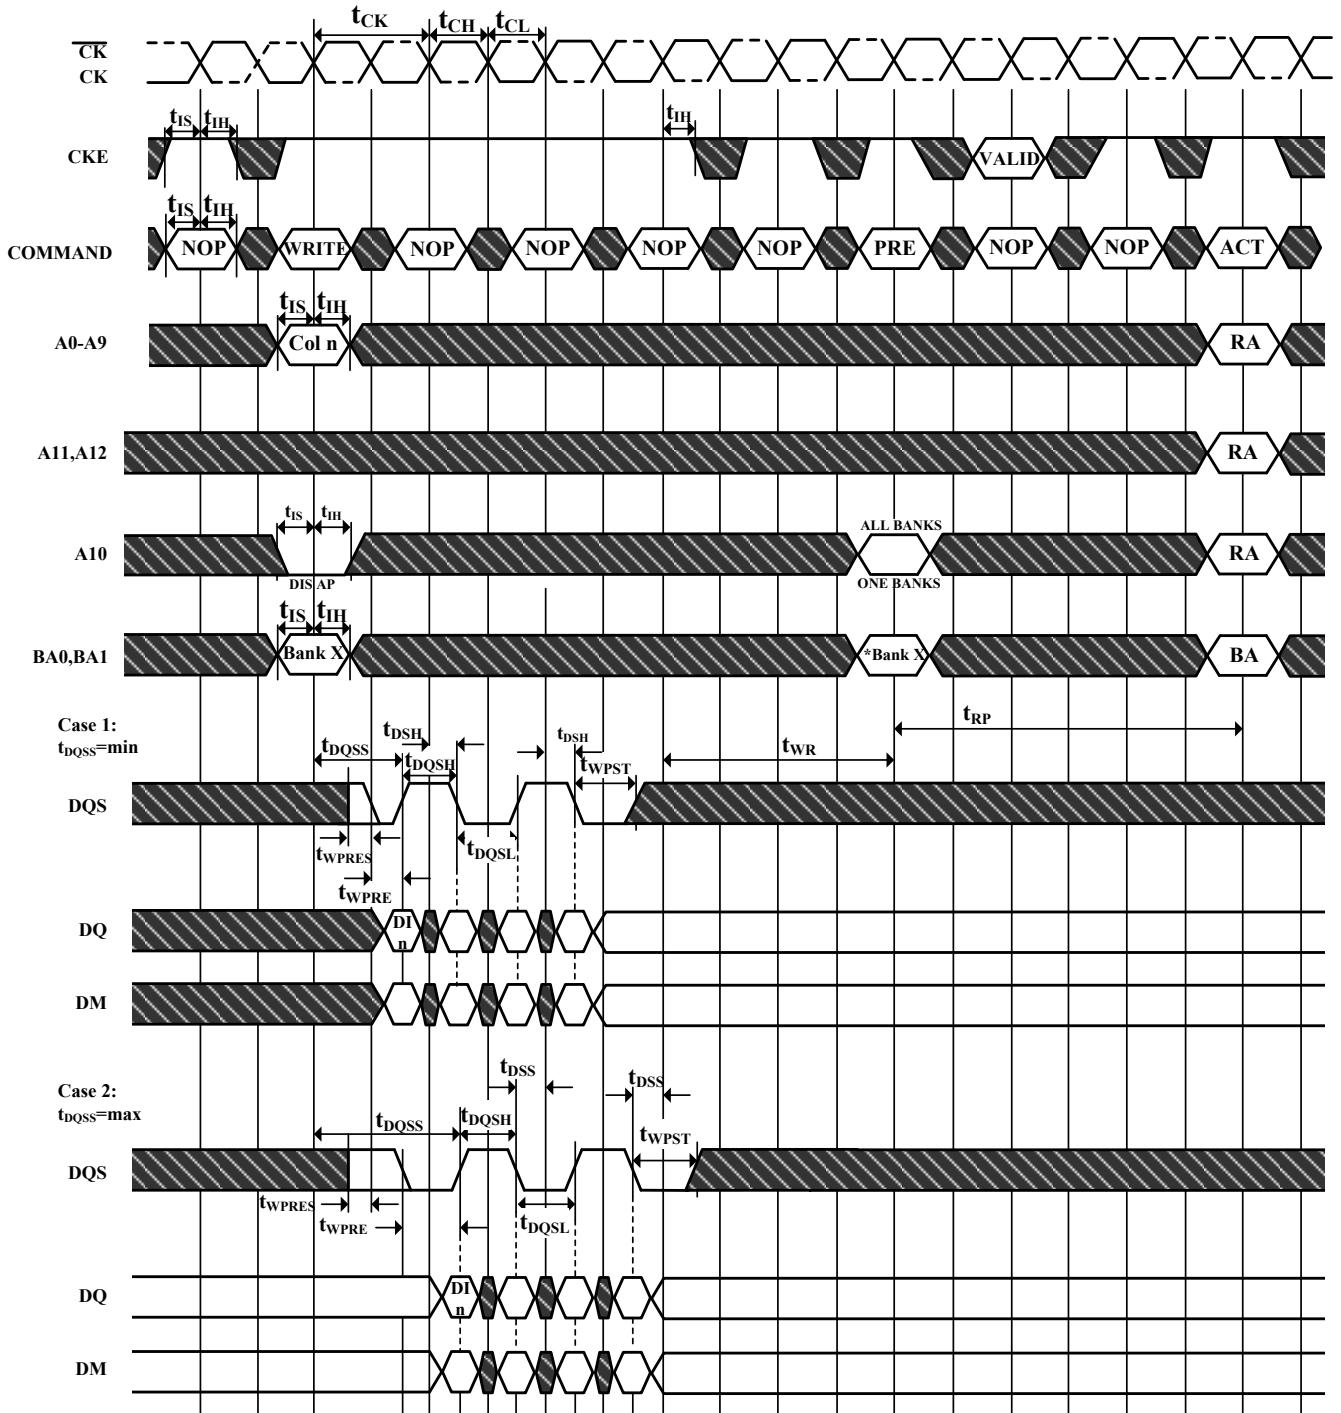 tCK tCH tCL
CK
CK
tIS tIH tIH
CKE VALID
tIS tIH
COMMAND NOP WRITE NOP NOP NOP NOP PRE NOP NOP ACT
tIS tIH
A0-A9 Col n RA
A11,A12 RA
tIS tIH ALL BANKS
A10 RA
DIS AP ONE BANKS
tIS tIH
BA0,BA1 Bank X *Bank X BA
Case 1:
tDQSS=min
tDQSS tDSH tDQSH tDSH tWPST tWR tRP
DQS
tWPRES tDQSL
tWPRE
DQ DI n
DM
Case 2:
tDQSS=max
tDSS tDSS
tDQSS tDQSH tWPST
DQS
tWPRES tWPRE tDQSL
DQ DI n
DM